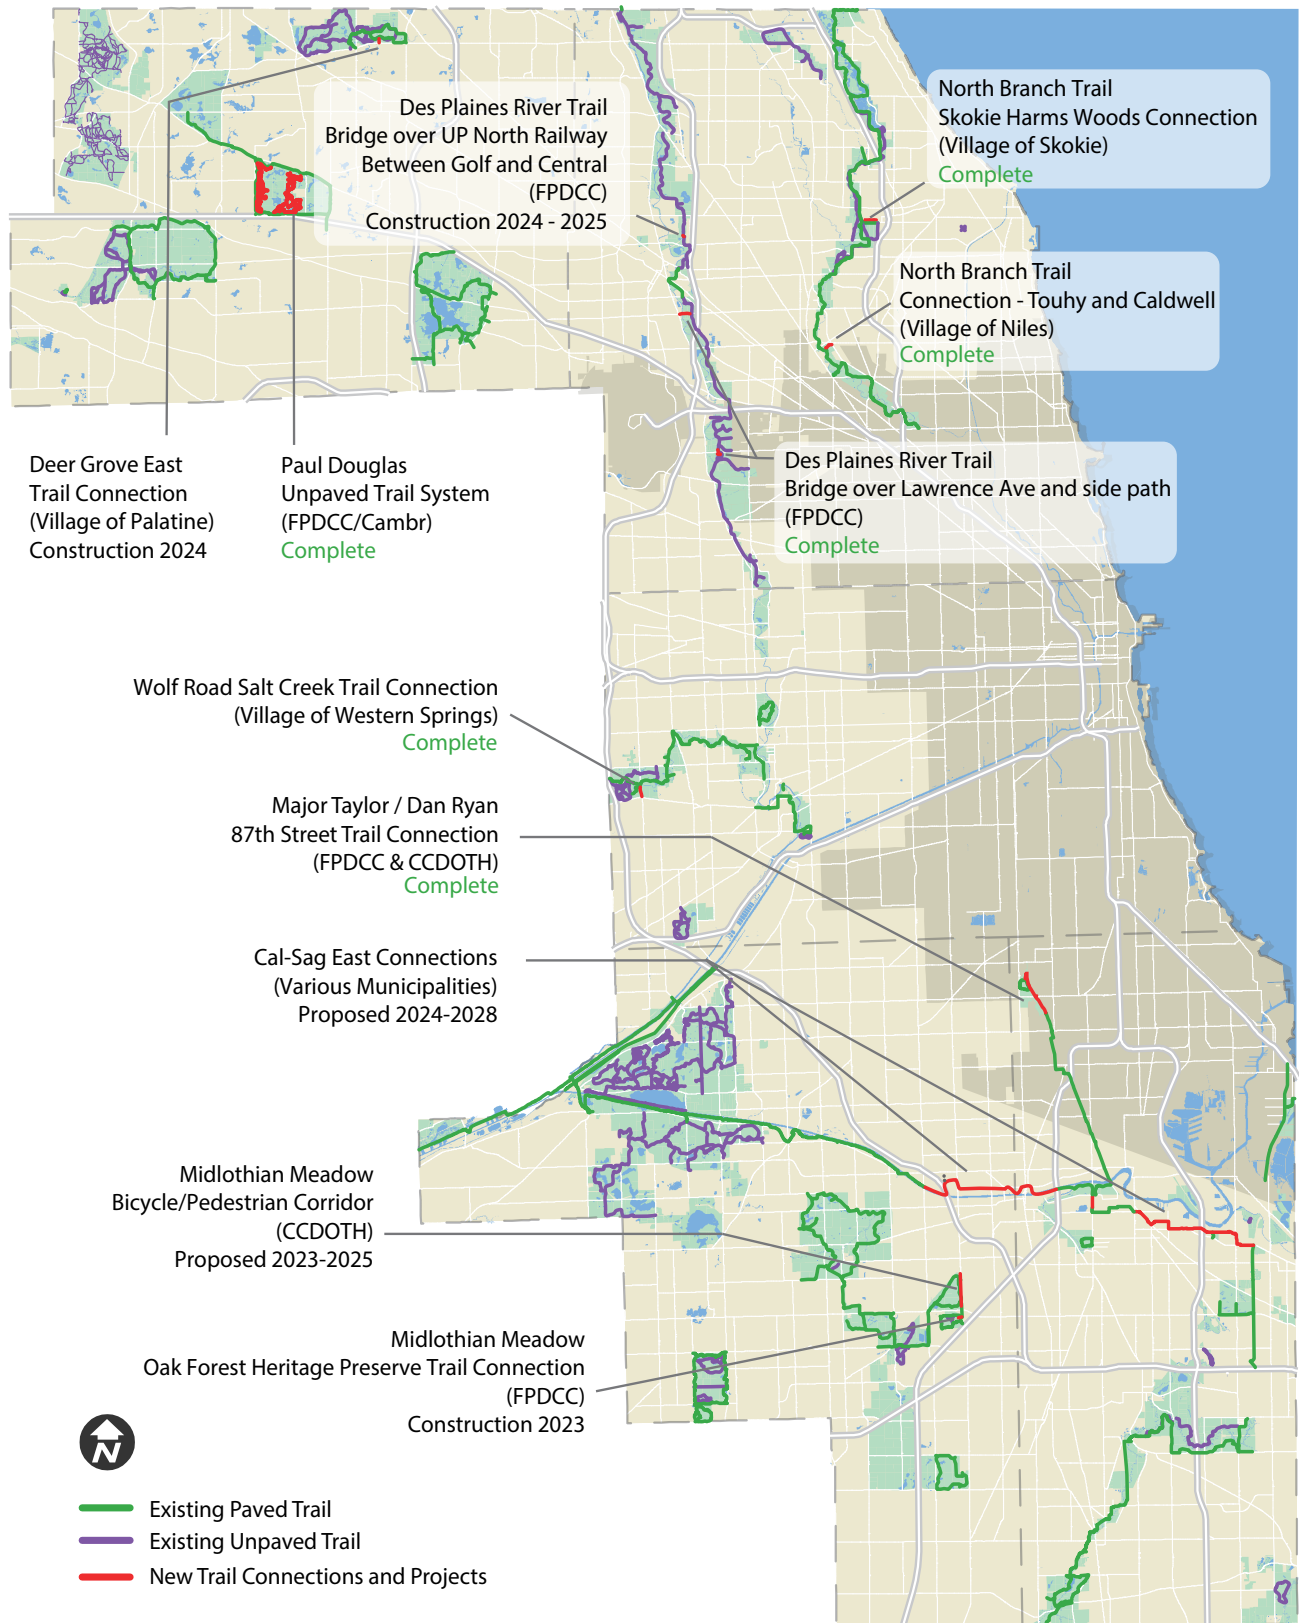 Des Plaines River Trail
Bridge over UP North Railway
Between Golf and Central
(FPDCC)
Construction 2024 - 2025
North Branch Trail
Skokie Harms Woods Connection
(Village of Skokie)
Complete
North Branch Trail
Connection - Touhy and Caldwell
(Village of Niles)
Complete
Deer Grove East
Trail Connection
(Village of Palatine)
Construction 2024
Paul Douglas
Unpaved Trail System
(FPDCC/Cambr)
Complete
Des Plaines River Trail
Bridge over Lawrence Ave and side path
(FPDCC)
Complete
Wolf Road Salt Creek Trail Connection
(Village of Western Springs)
Complete
Major Taylor / Dan Ryan
87th Street Trail Connection
(FPDCC & CCDOTH)
Complete
Cal-Sag East Connections
(Various Municipalities)
Proposed 2024-2028
Midlothian Meadow
Bicycle/Pedestrian Corridor
(CCDOTH)
Proposed 2023-2025
Midlothian Meadow
Oak Forest Heritage Preserve Trail Connection
(FPDCC)
Construction 2023
N
Existing Paved Trail
Existing Unpaved Trail
New Trail Connections and Projects